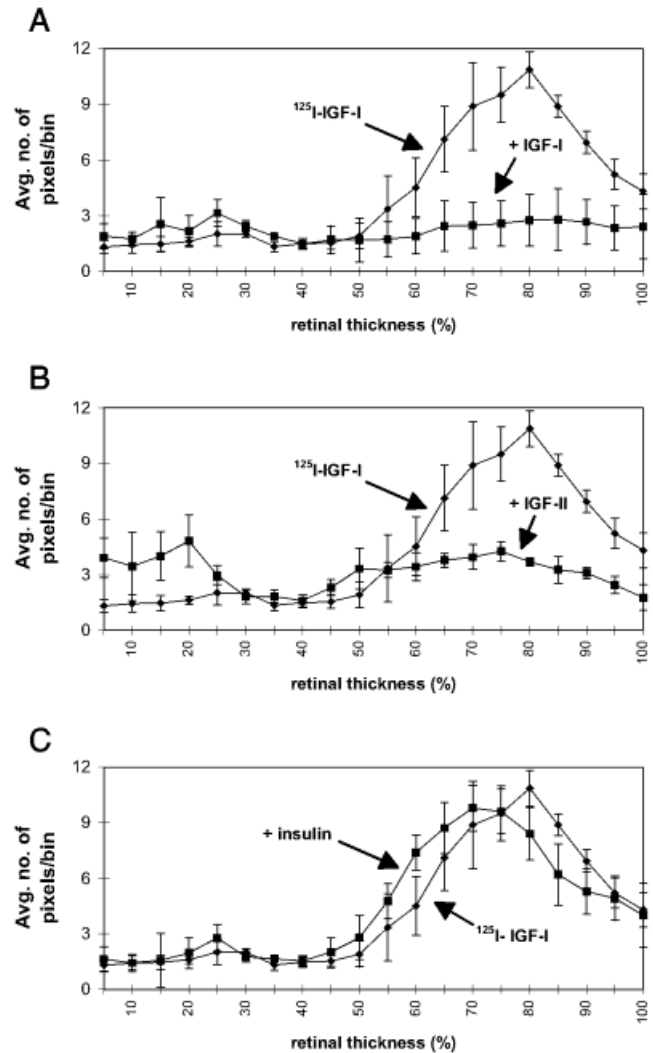 A
Avg. no. of
pixels/bin
12
9
6
3
0
¹²⁵I-IGF-I
+ IGF-I
10 20 30 40 50 60 70 80 90 100
retinal thickness (%)
B
Avg. no. of
pixels/bin
12
9
6
3
0
¹²⁵I-IGF-I
+ IGF-II
10 20 30 40 50 60 70 80 90 100
retinal thickness (%)
C
Avg. no. of
pixels/bin
12
9
6
3
0
+ insulin
¹²⁵I- IGF-I
10 20 30 40 50 60 70 80 90 100
retinal thickness (%)